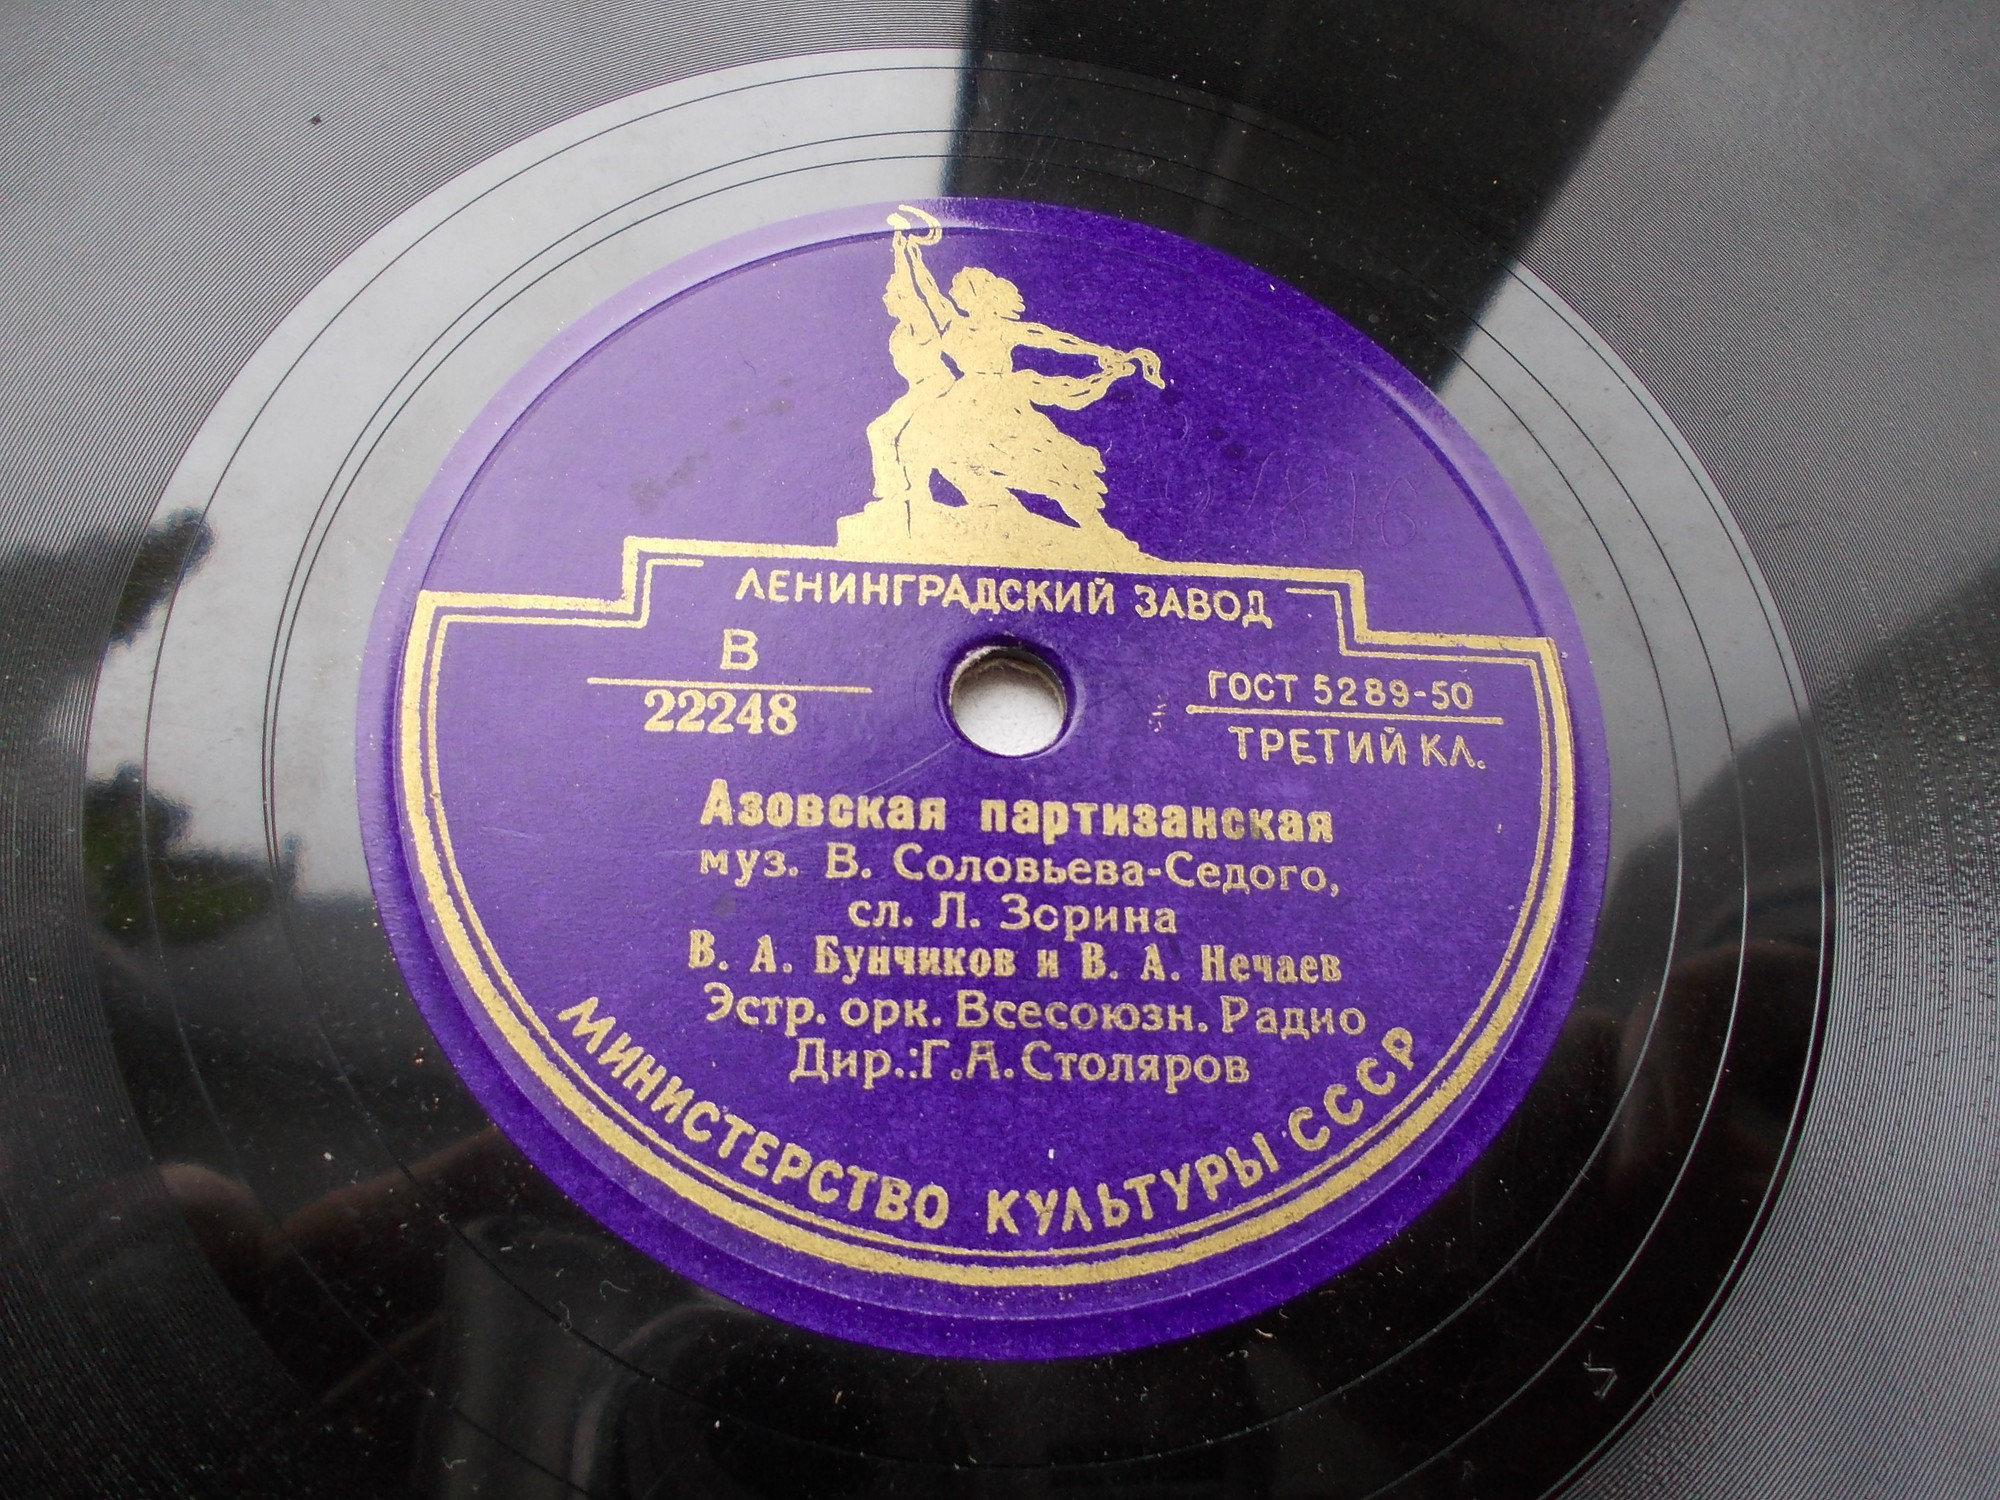 ЛЕНИНГРАДСКИЙ ЗАВОД
В
22248
ГОСТ 5289-50
ТРЕТИЙ КЛ.
Азовская партизанская
муз. В. Соловьева-Седого,
сл. Л. Зорина
В. А. Бунчиков и В. А. Нечаев
Эстр. орк. Всесоюзн. Радио
Дир.: Г. А. Столяров
МИНИСТЕРСТВО КУЛЬТУРЫ СССР